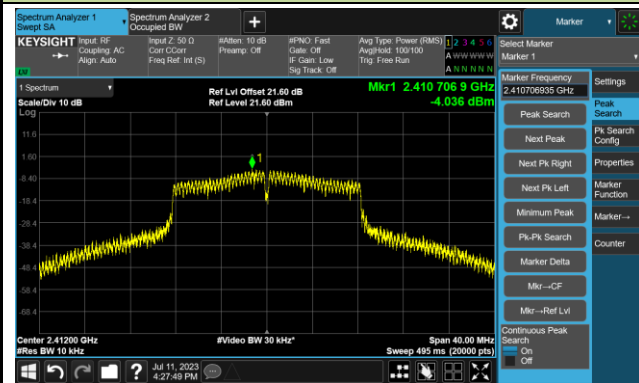 Spectrum Analyzer 1
Swept SA
Spectrum Analyzer 2
Occupied BW
Marker
KEYSIGHT
Input: RF
Coupling: AC
Align: Auto
Input Z: 50 Ω
Corr CCorr
Freq Ref: Int (S)
#Atten: 10 dB
Preamp: Off
#PNO: Fast
Gate: Off
IF Gain: Low
Sig Track: Off
Avg Type: Power (RMS)
Avg|Hold: 100/100
Trig: Free Run
1 2 3 4 5 6
A W W W W W
A N N N N N
Select Marker
Marker 1
1 Spectrum
Scale/Div 10 dB
Log
Ref Lvl Offset 21.60 dB
Ref Level 21.60 dBm
Mkr1 2.410 706 9 GHz
-4.036 dBm
11.6
1.60
-8.40
-18.4
-28.4
-38.4
-48.4
-58.4
-68.4
1
Center 2.41200 GHz
#Res BW 10 kHz
#Video BW 30 kHz*
Span 40.00 MHz
Sweep 495 ms (20000 pts)
Marker Frequency
2.410706935 GHz
Peak Search
Next Peak
Next Pk Right
Next Pk Left
Minimum Peak
Pk-Pk Search
Marker Delta
Mkr→CF
Mkr→Ref Lvl
Continuous Peak
Search
On
Off
Settings
Peak
Search
Pk Search
Config
Properties
Marker
Function
Marker→
Counter
Jul 11, 2023
4:27:49 PM